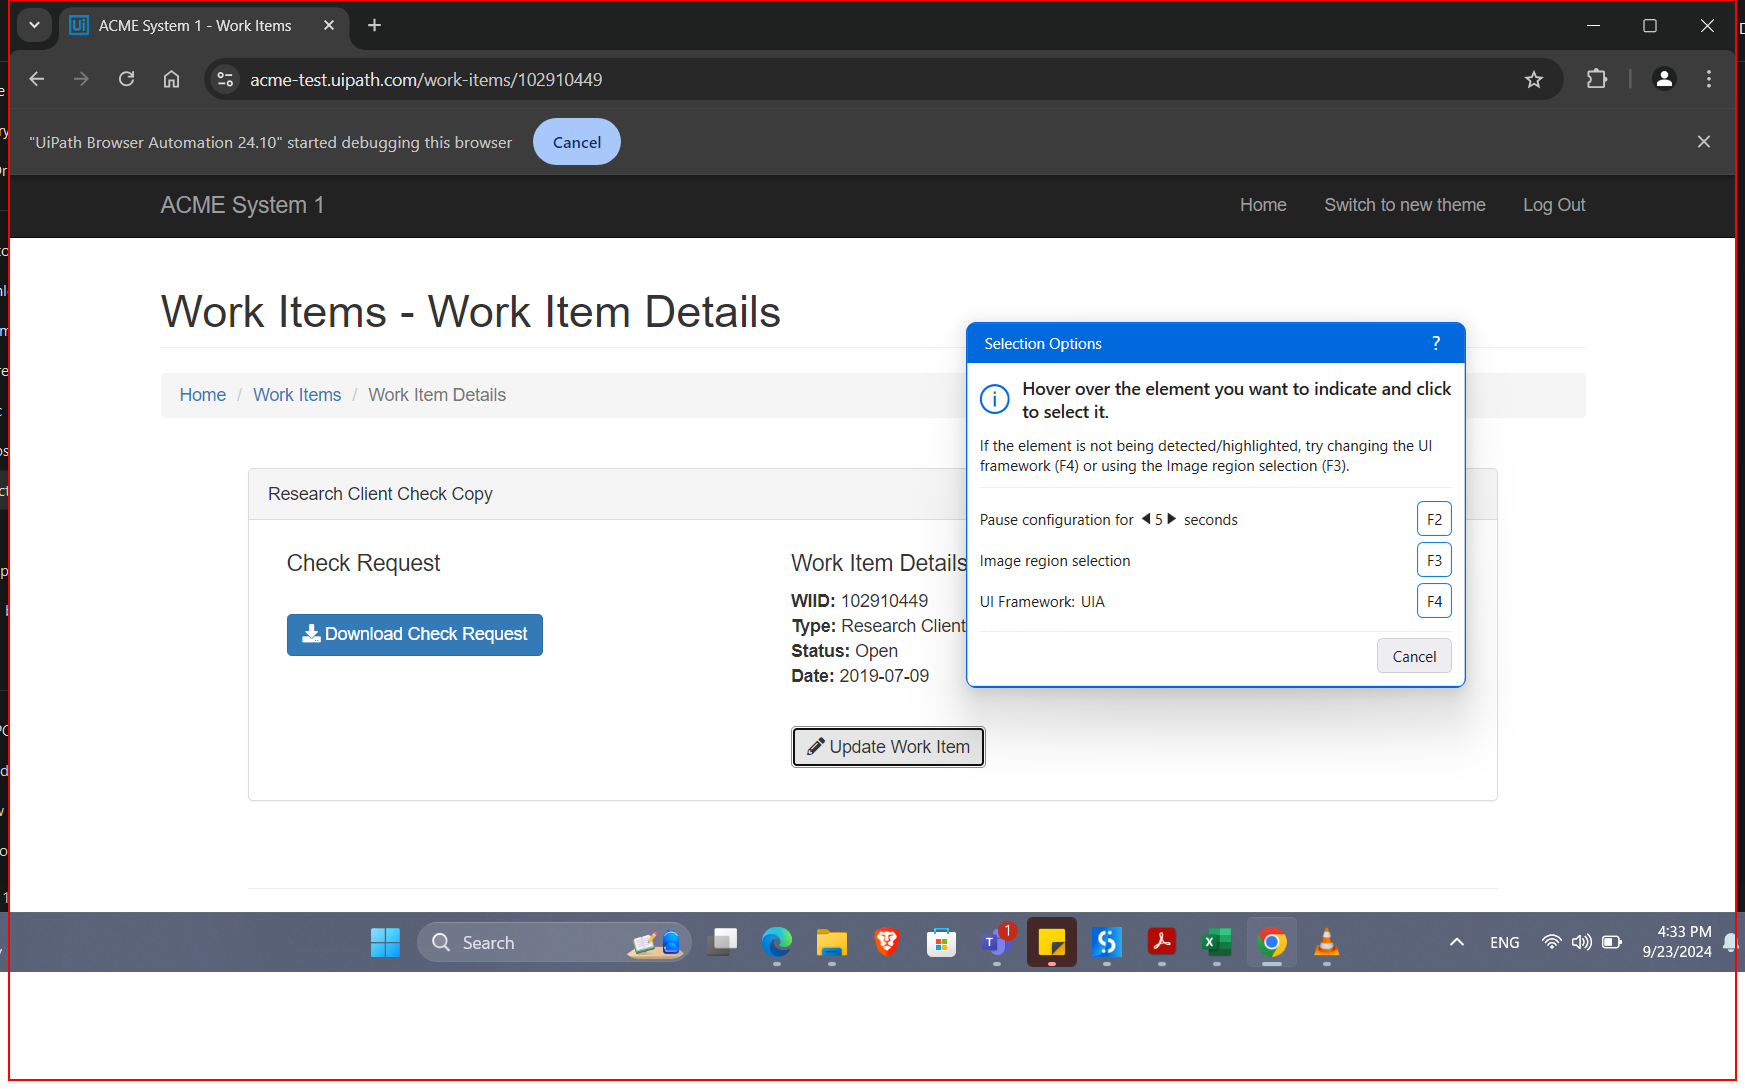 ACME System 1 - Work Items
acme-test.uipath.com/work-items/102910449
"UiPath Browser Automation 24.10" started debugging this browser
Cancel
ACME System 1
Home
Switch to new theme
Log Out
Work Items - Work Item Details
Home / Work Items / Work Item Details
Research Client Check Copy
Check Request
Download Check Request
Work Item Details
WIID: 102910449
Type: Research Client
Status: Open
Date: 2019-07-09
Update Work Item
Selection Options
?
Hover over the element you want to indicate and click
to select it.
If the element is not being detected/highlighted, try changing the UI
framework (F4) or using the Image region selection (F3).
Pause configuration for 5 seconds
F2
Image region selection
F3
UI Framework: UIA
F4
Cancel
Search
1
ENG
4:33 PM
9/23/2024